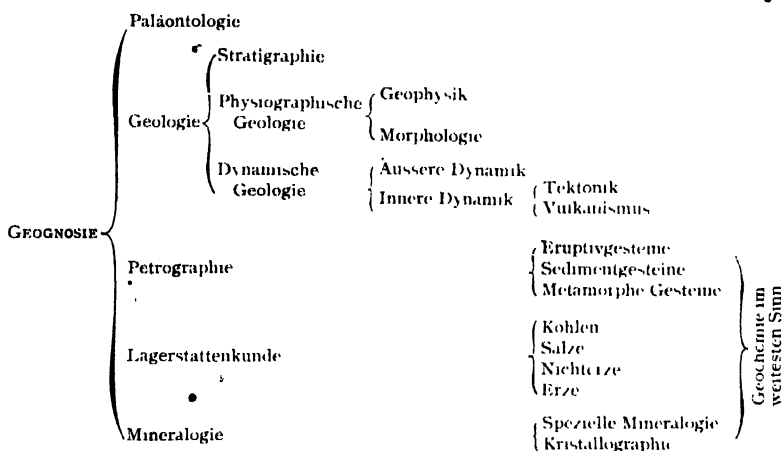 Paläontologie
Stratigraphie
Geologie
Physiographische
Geologie
Geophysik
Morphologie
Dynamische
Geologie
Äussere Dynamik
Innere Dynamik
Tektonik
Vulkanismus
GEOGNOSIE
Petrographie
Eruptivgesteine
Sedimentgesteine
Metamorphe Gesteine
Lagerstättenkunde
Kohlen
Salze
Nichterze
Erze
Mineralogie
Spezielle Mineralogie
Kristallographie
Geochemie im
weitesten Sinn